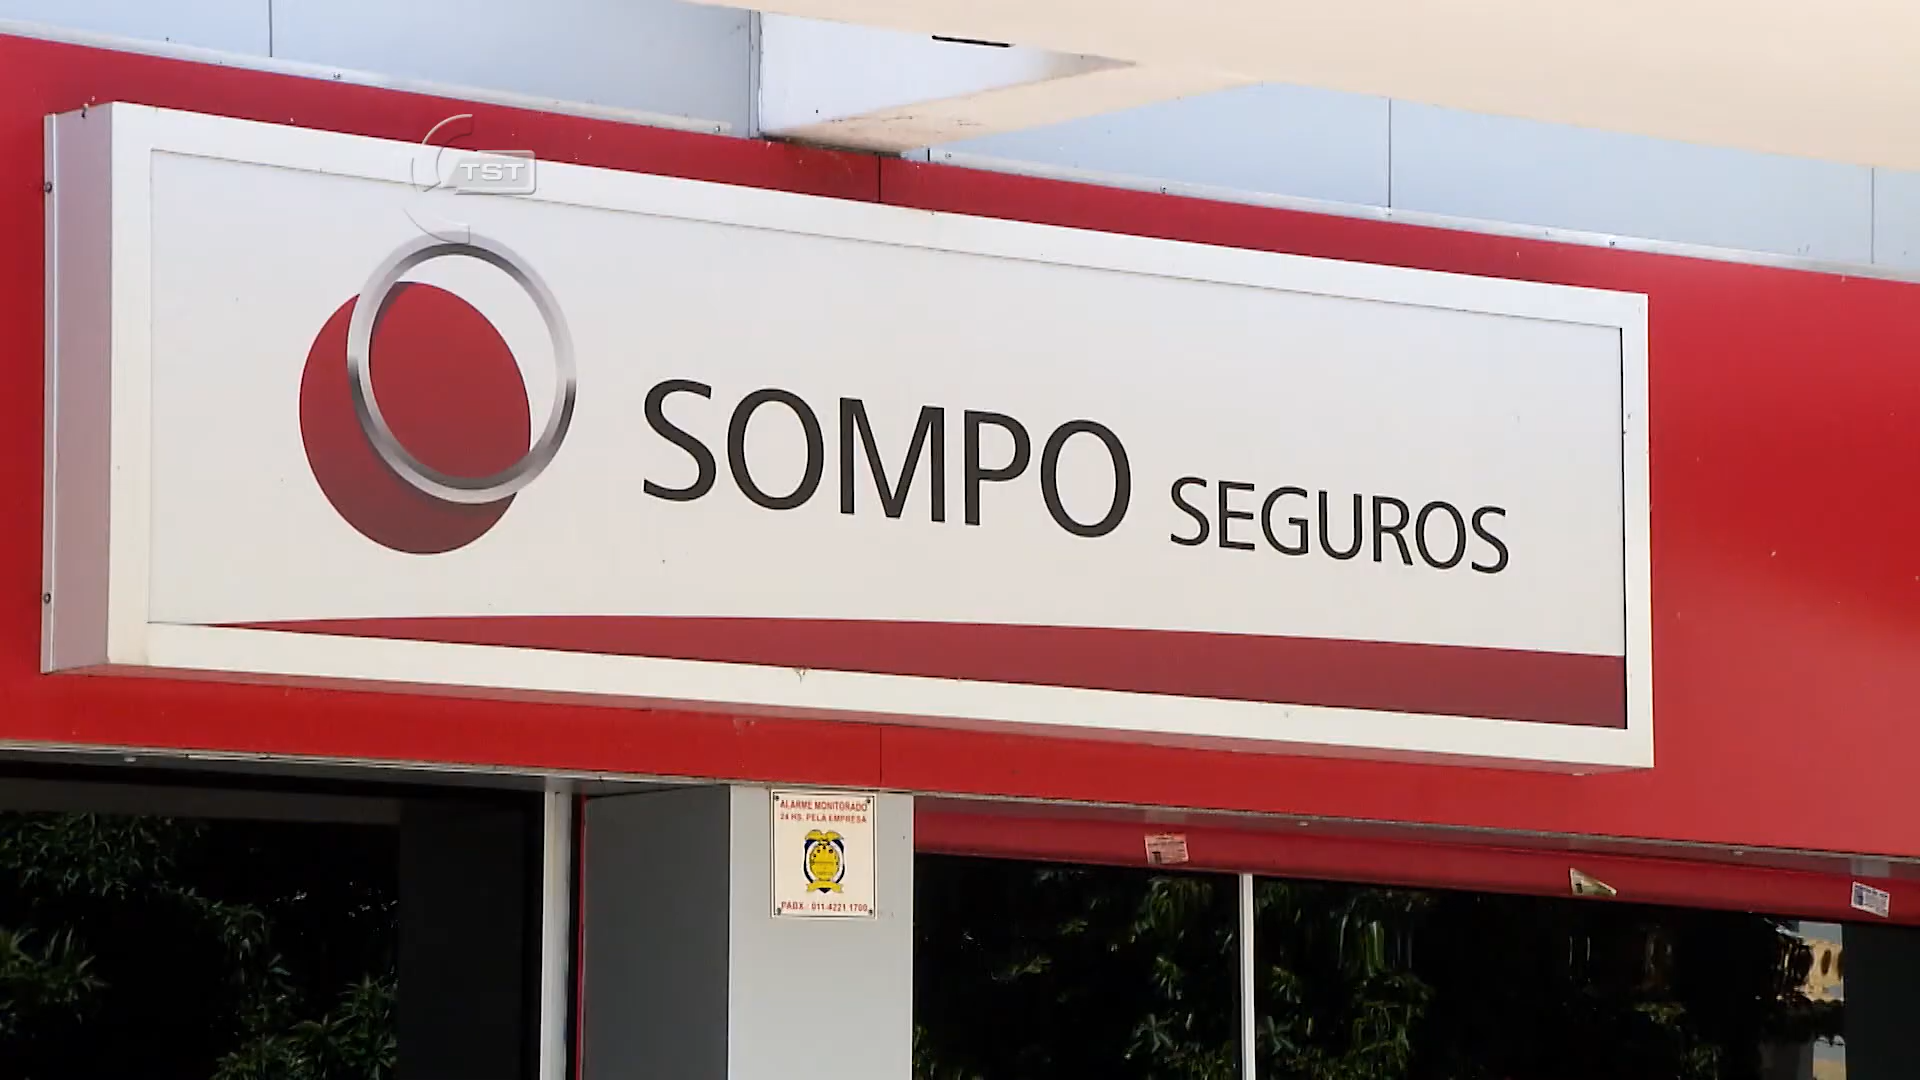 TST
SOMPO SEGUROS
ALARME MONITORADO
24 HS. PELA EMPRESA
PABX.: 011-4221.1700